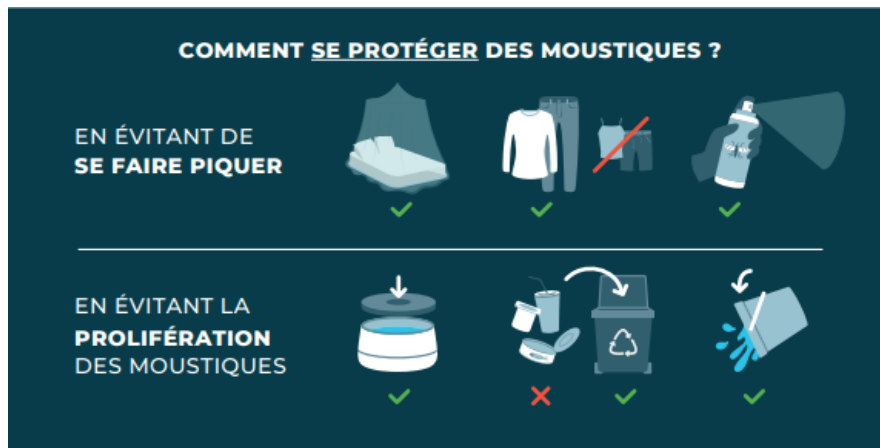 COMMENT SE PROTÉGER DES MOUSTIQUES ?
EN ÉVITANT DE
SE FAIRE PIQUER
EN ÉVITANT LA
PROLIFÉRATION
DES MOUSTIQUES